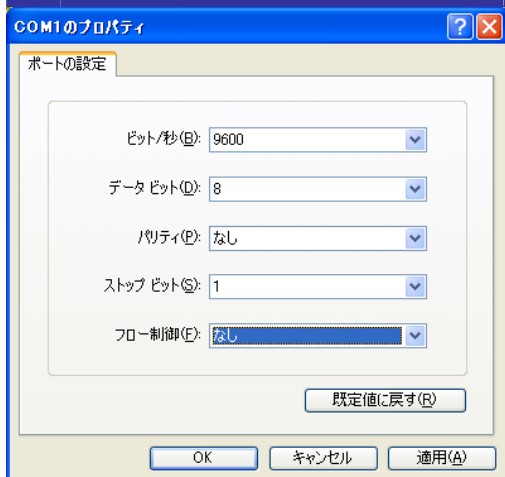 COM1のプロパティ
ポートの設定
ビット/秒(B): 9600
データ ビット(D): 8
パリティ(P): なし
ストップ ビット(S): 1
フロー制御(F): なし
既定値に戻す(R)
OK キャンセル 適用(A)